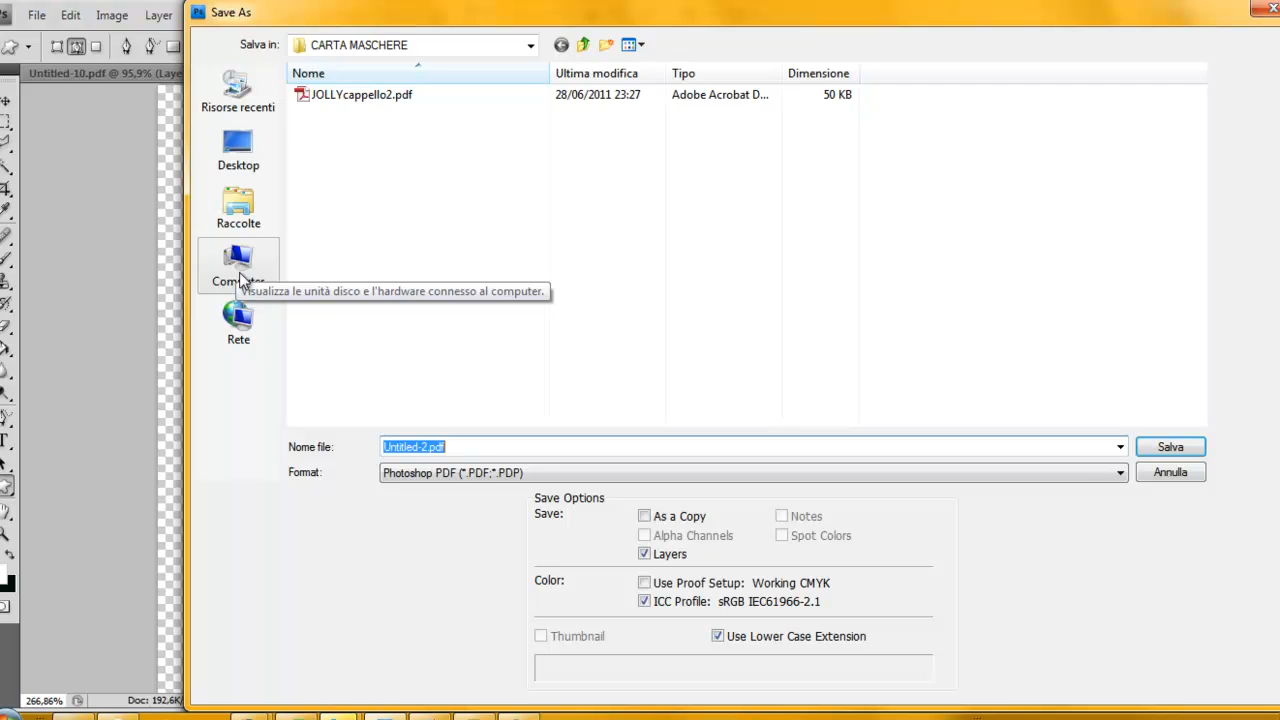 Save As
File Edit Image Layer
Salva in: CARTA MASCHERE
Untitled-10.pdf @ 95,9% (Laye
Nome Ultima modifica Tipo Dimensione
JOLLYcappello2.pdf 28/06/2011 23:27 Adobe Acrobat D... 50 KB
Risorse recenti
Desktop
Raccolte
Computer
Visualizza le unità disco e l'hardware connesso al computer.
Rete
Nome file: Untitled-2.pdf Salva
Format: Photoshop PDF (*.PDF;*.PDP) Annulla
Save Options
Save: As a Copy Notes
Alpha Channels Spot Colors
Layers
Color: Use Proof Setup: Working CMYK
ICC Profile: sRGB IEC61966-2.1
Thumbnail Use Lower Case Extension
266,86% Doc: 192,6K/